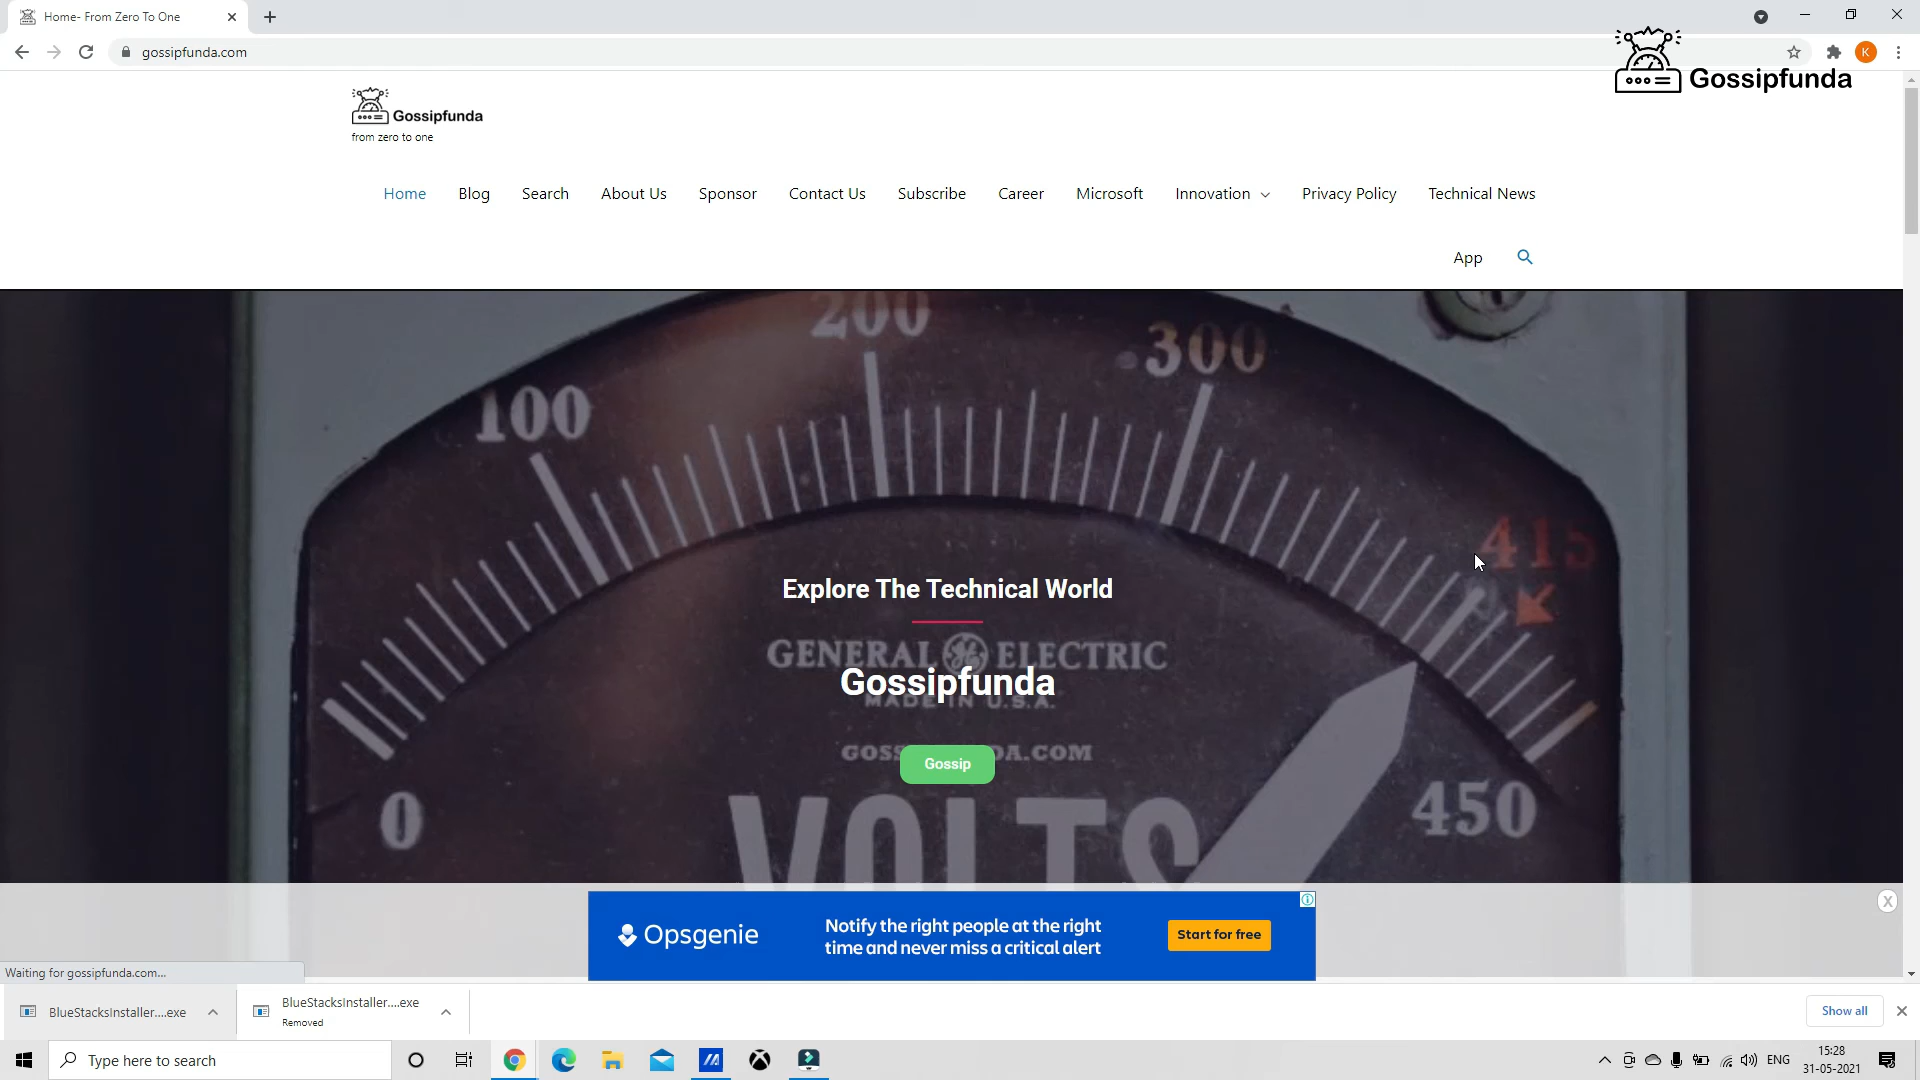 Home- From Zero To One
gossipfunda.com
K
Gossipfunda
Gossipfunda
from zero to one
Home Blog Search About Us Sponsor Contact Us Subscribe Career Microsoft Innovation Privacy Policy Technical News
App
100 200 300 415
Explore The Technical World
GENERAL GE ELECTRIC
Gossipfunda
MADE IN U.S.A.
Gossip
0 VOLTS 450
Opsgenie
Notify the right people at the right
time and never miss a critical alert
Start for free
X
Waiting for gossipfunda.com...
BlueStacksInstaller....exe
BlueStacksInstaller....exe
Removed
Show all
Type here to search
ENG
15:28
31-05-2021